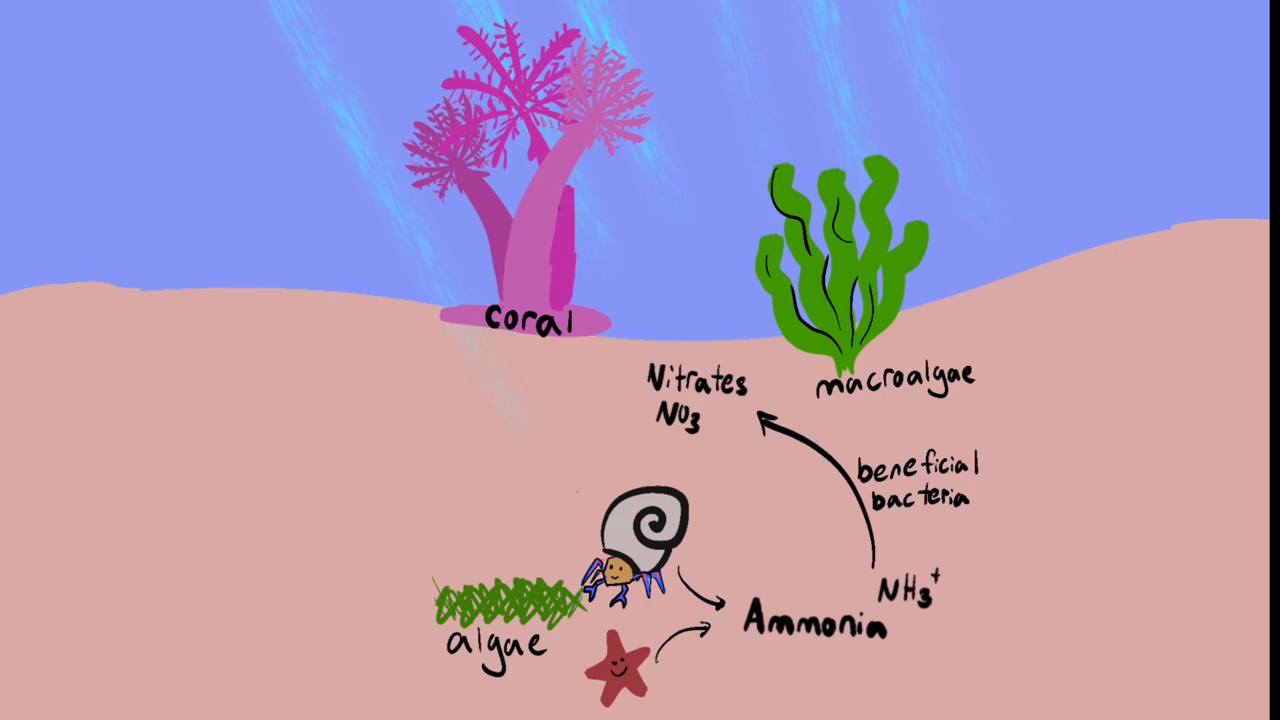 coral
macroalgae
Nitrates
NO3
beneficial
bacteria
NH3+
Ammonia
algae